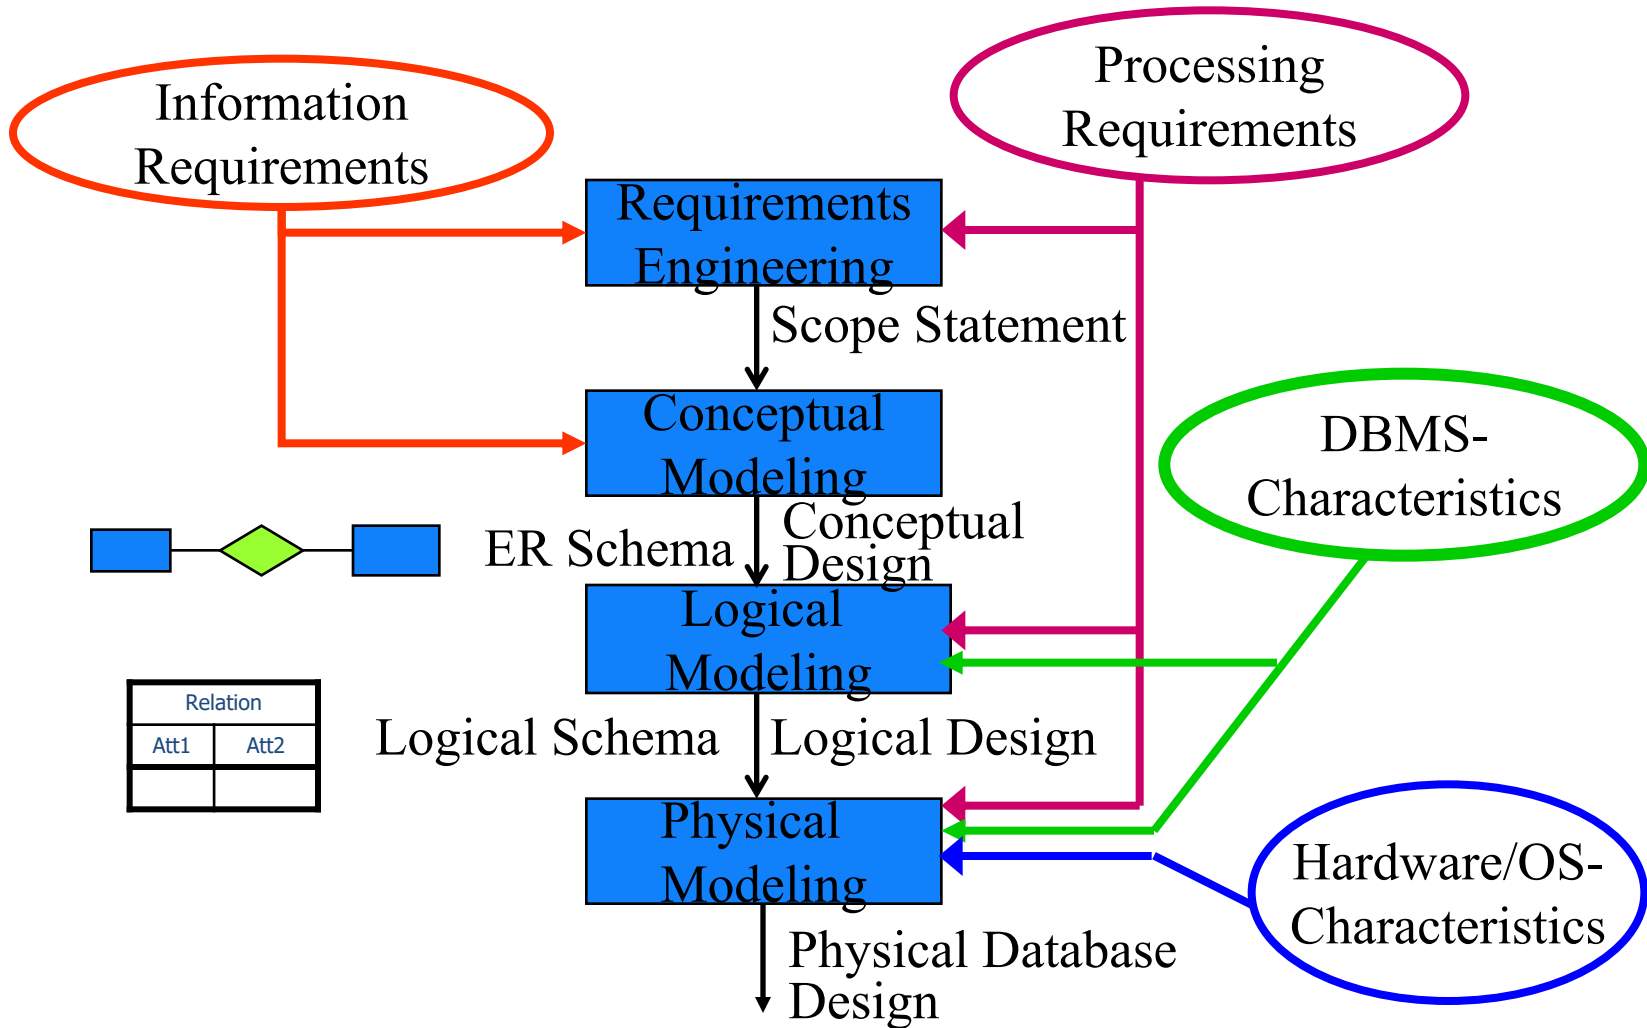 Information
Requirements
Processing
Requirements
Requirements
Engineering
Scope Statement
Conceptual
Modeling
DBMS-
Characteristics
ER Schema
Conceptual
Design
Logical
Modeling
Relation
Att1 Att2
Logical Schema
Logical Design
Physical
Modeling
Hardware/OS-
Characteristics
Physical Database
Design